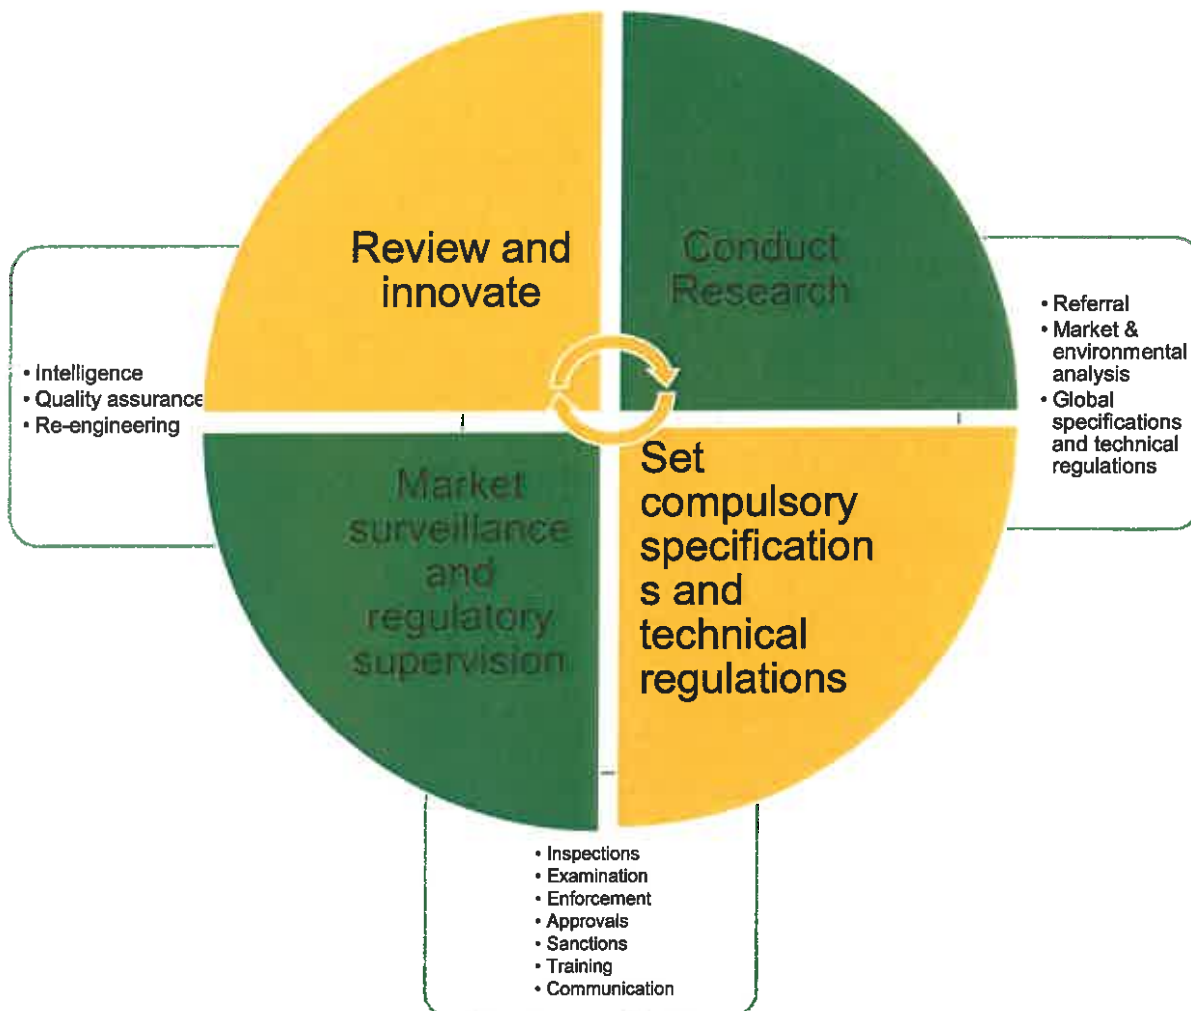 Review and
innovate
Conduct
Research
• Intelligence
• Quality assurance
• Re-engineering
• Referral
• Market &
environmental
analysis
• Global
specifications
and technical
regulations
Market
surveillance
and
regulatory
supervision
Set
compulsory
specification
s and
technical
regulations
• Inspections
• Examination
• Enforcement
• Approvals
• Sanctions
• Training
• Communication